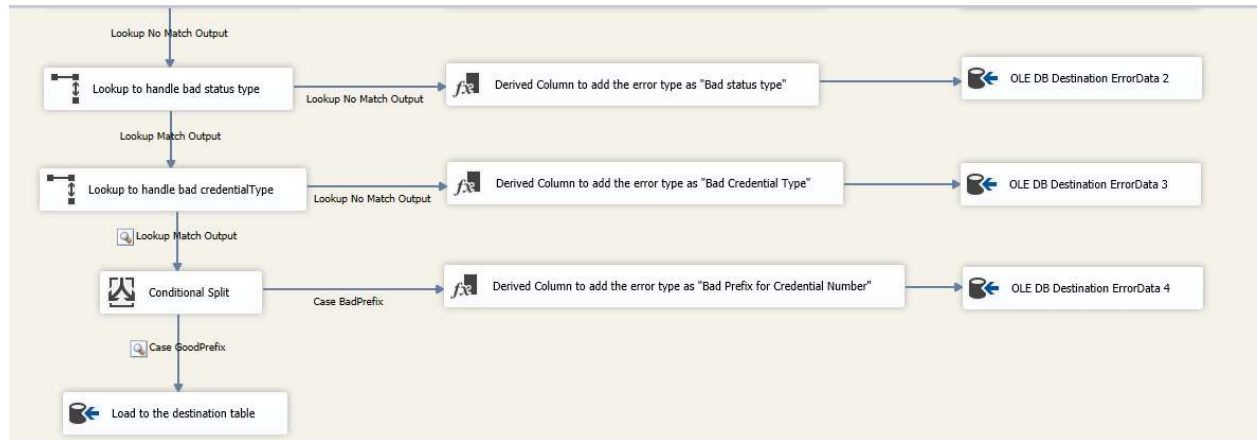 Lookup No Match Output
Lookup to handle bad status type
Lookup No Match Output
Derived Column to add the error type as "Bad status type"
OLE DB Destination ErrorData 2
Lookup Match Output
Lookup to handle bad credentialType
Lookup No Match Output
Derived Column to add the error type as "Bad Credential Type"
OLE DB Destination ErrorData 3
Lookup Match Output
Conditional Split
Case BadPrefix
Derived Column to add the error type as "Bad Prefix for Credential Number"
OLE DB Destination ErrorData 4
Case GoodPrefix
Load to the destination table